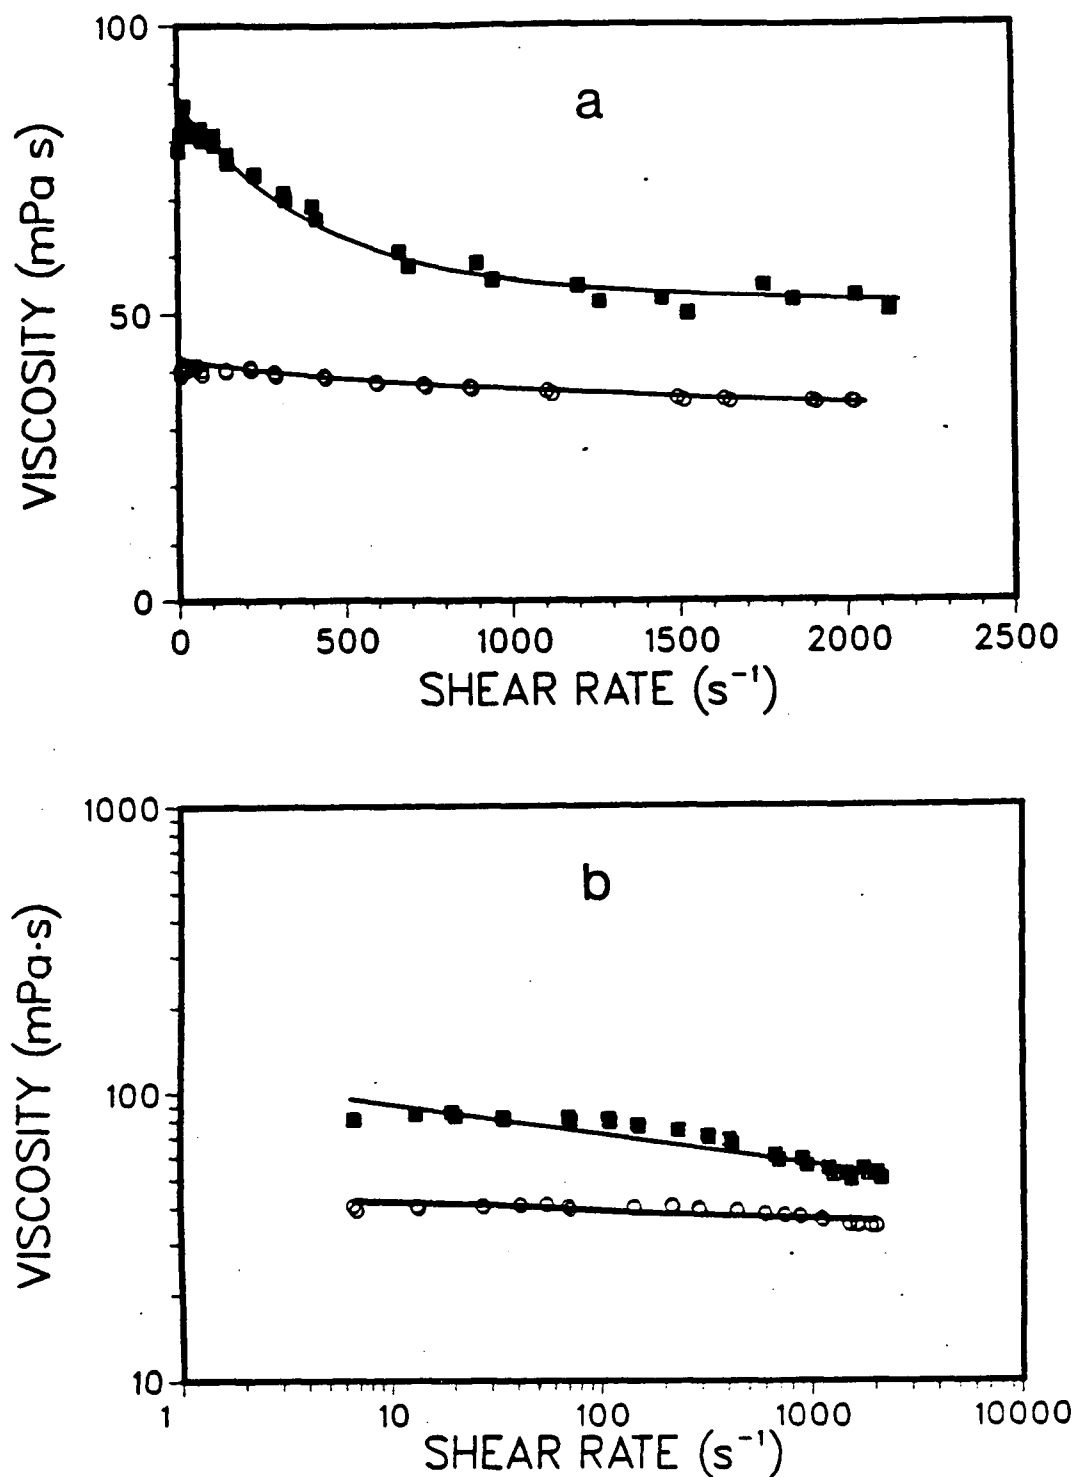 100
a
VISCOSITY (mPa s)
50
0
0 500 1000 1500 2000 2500
SHEAR RATE (s⁻¹)
1000
b
VISCOSITY (mPa·s)
100
10
1 10 100 1000 10000
SHEAR RATE (s⁻¹)